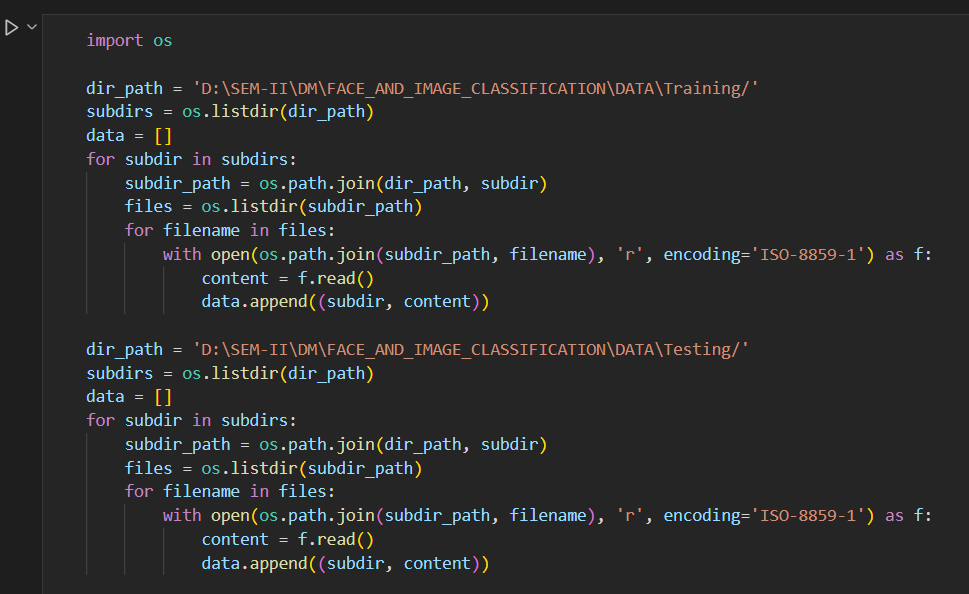 import os
dir_path = 'D:\SEM-II\DM\FACE_AND_IMAGE_CLASSIFICATION\DATA\Training/'
subdirs = os.listdir(dir_path)
data = []
for subdir in subdirs:
    subdir_path = os.path.join(dir_path, subdir)
    files = os.listdir(subdir_path)
    for filename in files:
        with open(os.path.join(subdir_path, filename), 'r', encoding='ISO-8859-1') as f:
            content = f.read()
            data.append((subdir, content))
dir_path = 'D:\SEM-II\DM\FACE_AND_IMAGE_CLASSIFICATION\DATA\Testing/'
subdirs = os.listdir(dir_path)
data = []
for subdir in subdirs:
    subdir_path = os.path.join(dir_path, subdir)
    files = os.listdir(subdir_path)
    for filename in files:
        with open(os.path.join(subdir_path, filename), 'r', encoding='ISO-8859-1') as f:
            content = f.read()
            data.append((subdir, content))